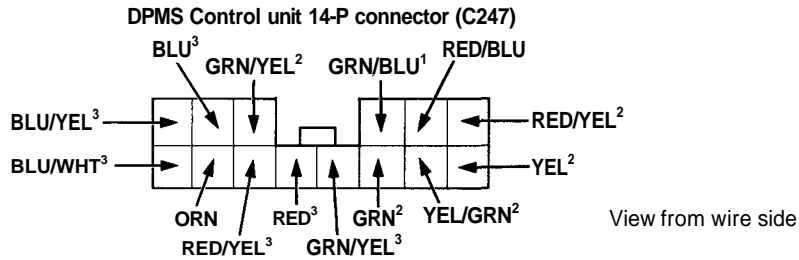 DPMS Control unit 14-P connector (C247)
BLU³ RED/BLU
GRN/YEL² GRN/BLU¹
BLU/YEL³ RED/YEL²
BLU/WHT³ YEL²
ORN RED³ GRN² YEL/GRN²
View from wire side
RED/YEL³ GRN/YEL³